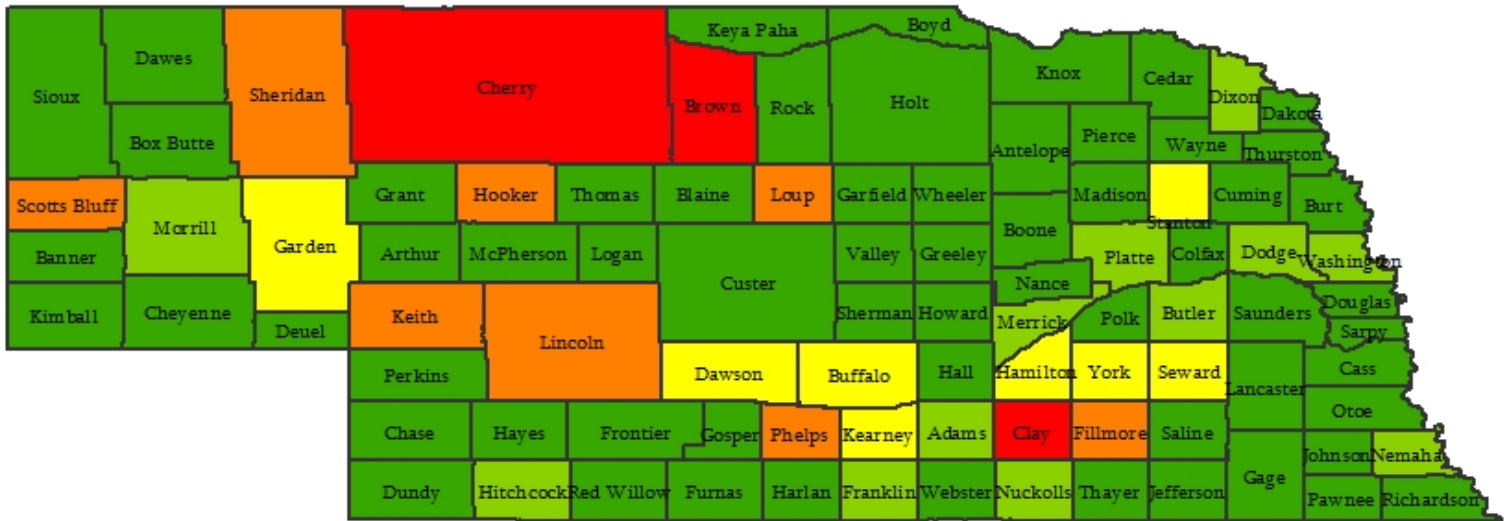 Keya Paha
Boyd
Dawes
Sioux
Sheridan
Cherry
Brown
Rock
Holt
Knox
Cedar
Dixon
Dakota
Box Butte
Antelope
Pierce
Wayne
Thurston
Scotts Bluff
Morrill
Garden
Grant
Hooker
Thomas
Blaine
Loup
Garfield
Wheeler
Madison
Stanton
Cuming
Burt
Boone
Banner
Arthur
McPherson
Logan
Custer
Valley
Greeley
Platte
Colfax
Dodge
Washington
Nance
Kimball
Cheyenne
Deuel
Keith
Lincoln
Sherman
Howard
Merrick
Polk
Butler
Saunders
Douglas
Sarpy
Perkins
Dawson
Buffalo
Hall
Hamilton
York
Seward
Lancaster
Cass
Otoe
Chase
Hayes
Frontier
Gosper
Phelps
Kearney
Adams
Clay
Fillmore
Saline
Johnson
Nemaha
Dundy
Hitchcock
Red Willow
Furnas
Harlan
Franklin
Webster
Nuckolls
Thayer
Jefferson
Gage
Pawnee
Richardson